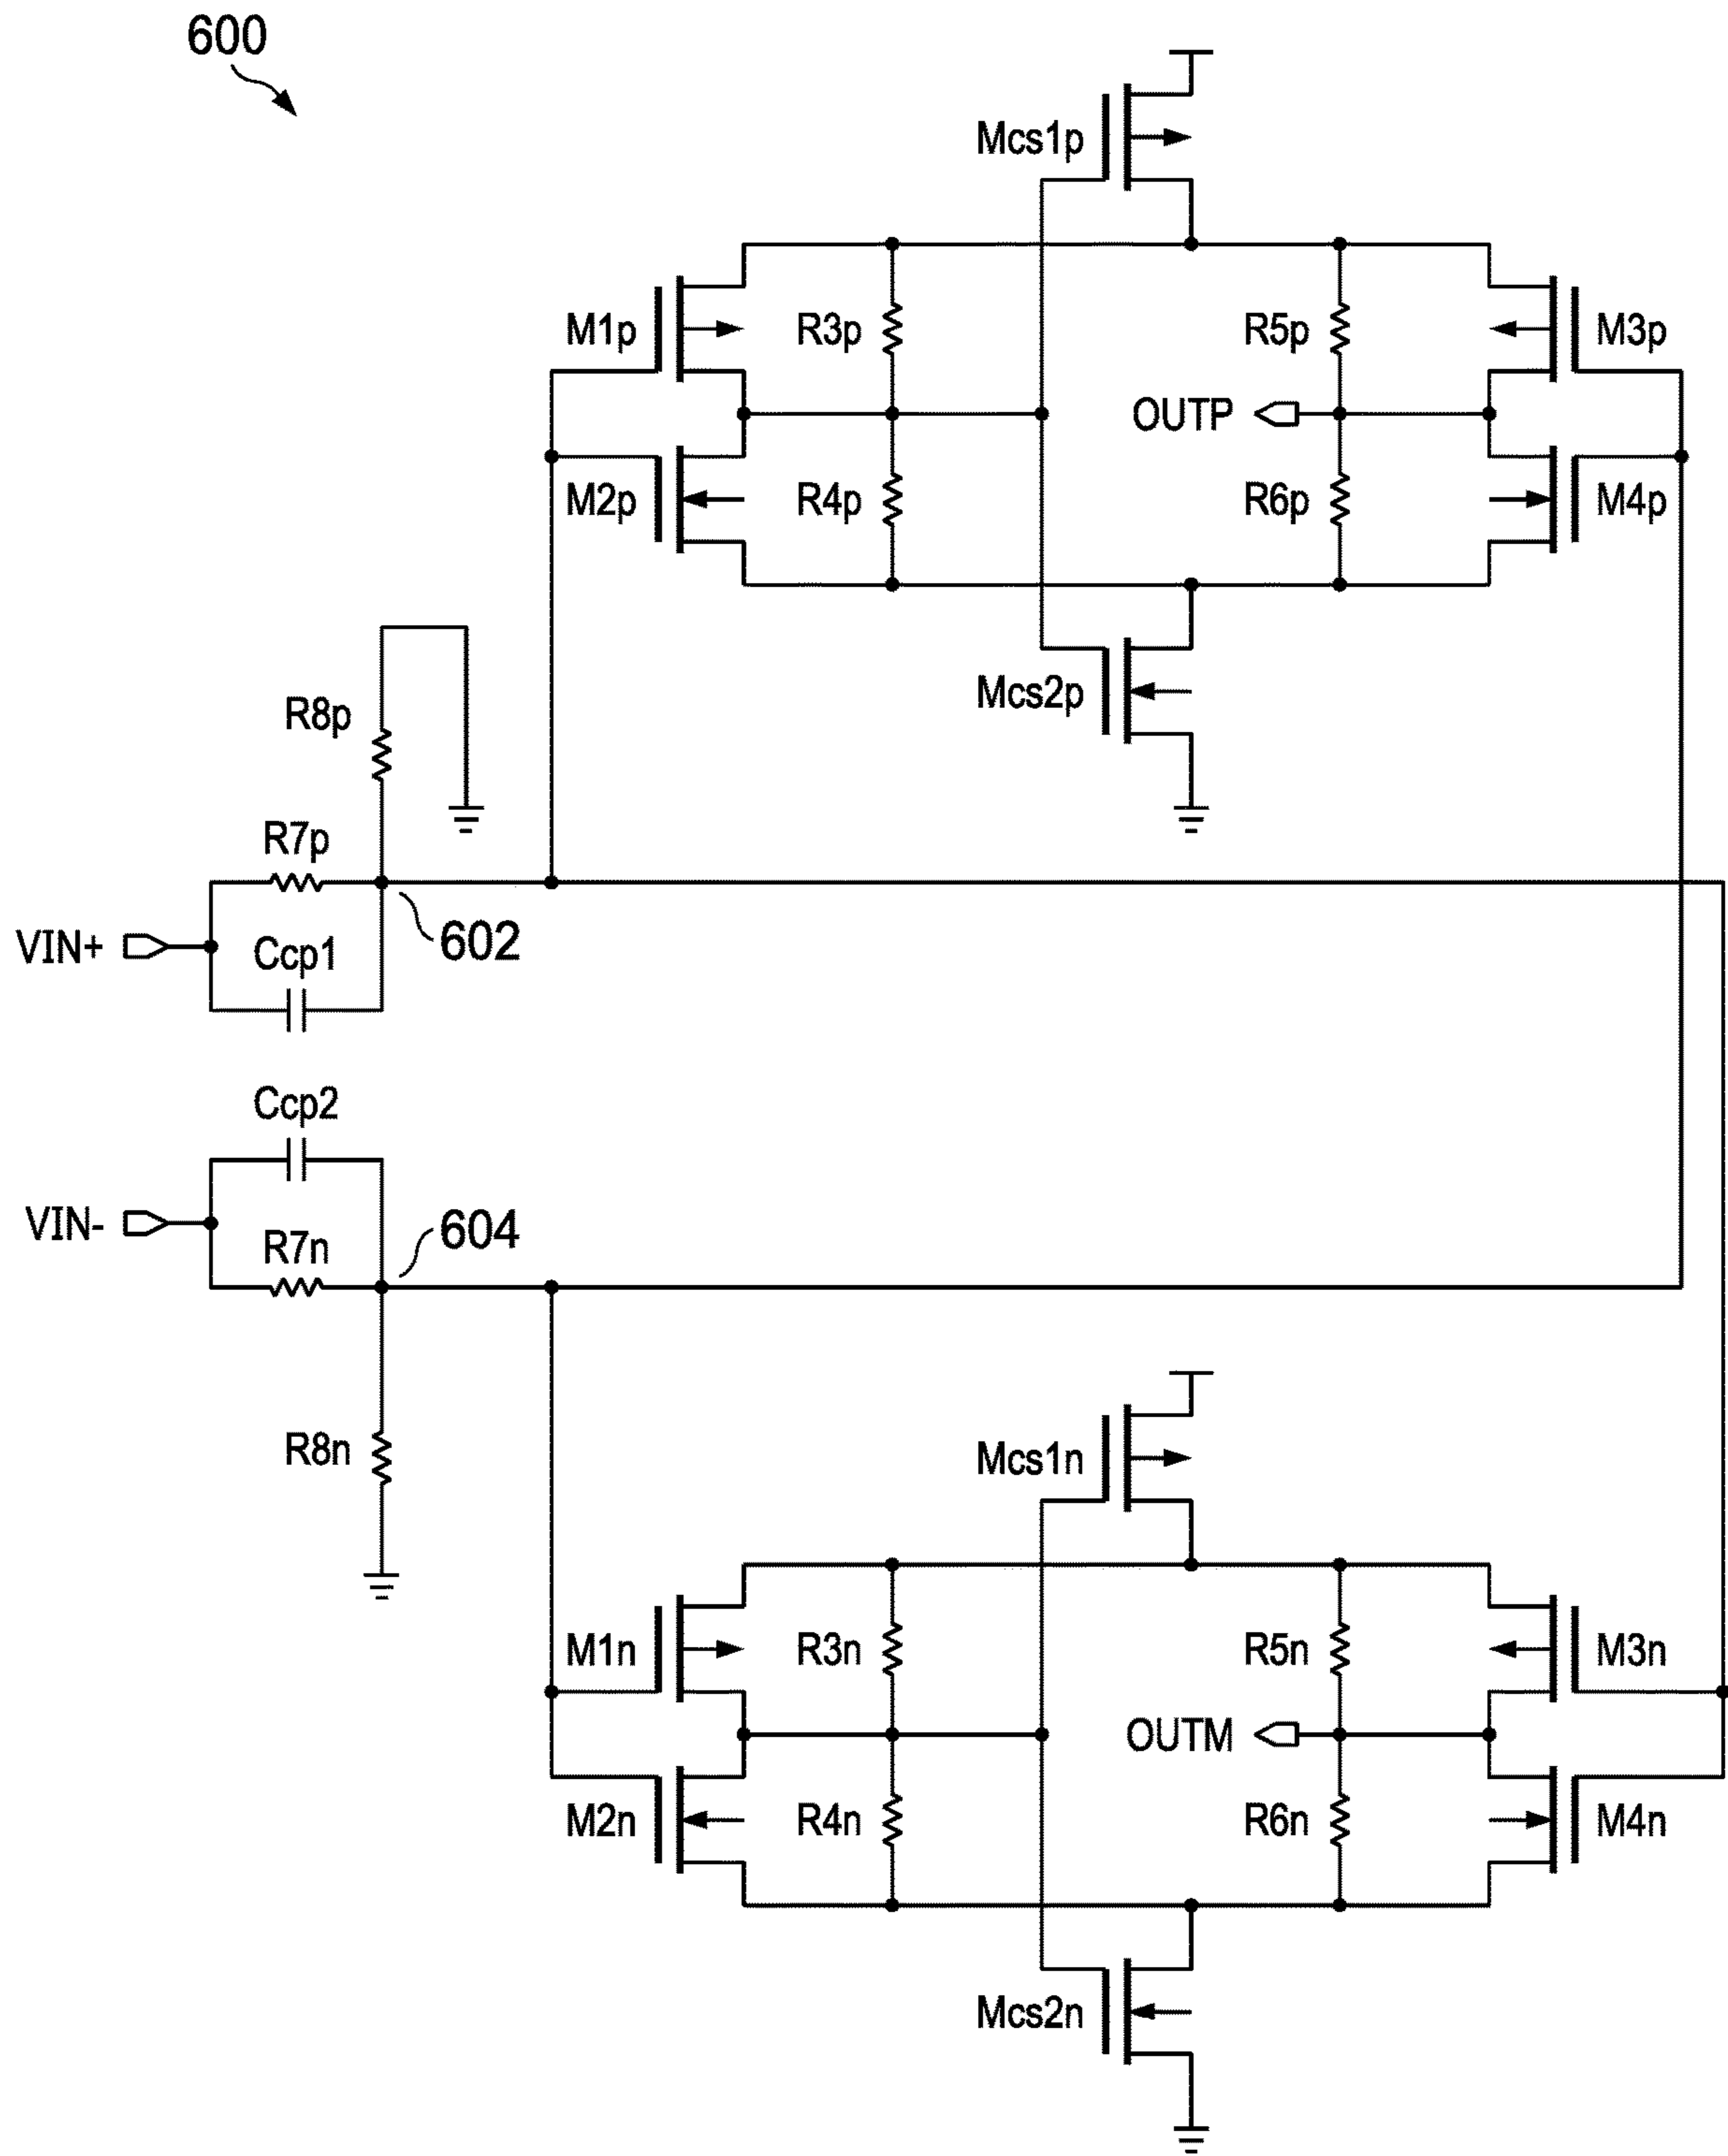 600
Mcs1p
M1p
R3p
R5p
M3p
OUTP
M2p
R4p
R6p
M4p
Mcs2p
R8p
R7p
602
VIN+
Ccp1
Ccp2
604
VIN-
R7n
R8n
Mcs1n
M1n
R3n
R5n
M3n
OUTM
M2n
R4n
R6n
M4n
Mcs2n